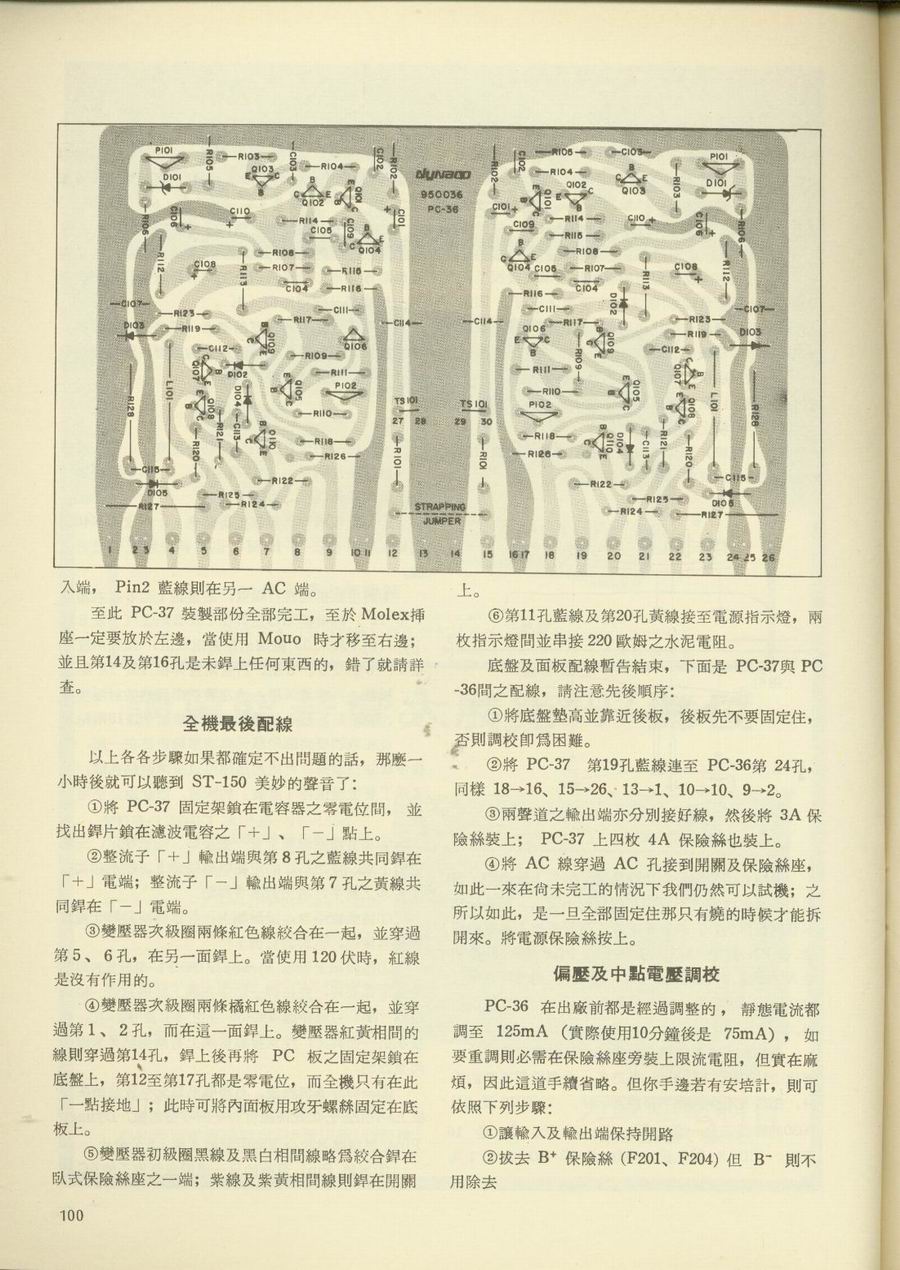 P101
D101
R105
R103
Q103
C103
R104
C102
R102
Q102
Q101
C101
R106
C106
C110
R114
C105
C109
Q104
R112
C108
R113
R108
R107
C104
R115
R116
C107
R123
R119
D103
C111
R117
C114
Q109
Q106
C112
D102
R109
Q107
R111
P102
Q105
D104
R128
L101
Q108
R121
C113
R110
Q110
R118
R126
R120
C115
D105
R122
R125
R124
R127
R101
dynaco
950036
PC-36
TS101
27 28
TS101
29 30
STRAPPING
JUMPER
C102
R102
R105
C103
R104
Q102
Q103
R103
P101
D101
C101
Q101
R114
C110
C106
R106
C109
R115
R108
Q104
C105
R107
C104
C108
R113
R112
D102
R116
C111
C107
C114
R117
R123
R119
D103
Q106
Q109
C112
R109
Q107
R111
R110
P102
Q105
Q108
L101
R128
R118
R126
Q110
D104
C113
R121
R120
C115
D105
R122
R125
R124
R127
R101
1 2 3 4 5 6 7 8 9 10 11 12 13 14 15 16 17 18 19 20 21 22 23 24 25 26
入端， Pin2 藍線則在另一 AC 端。
至此 PC-37 裝製部份全部完工，至於 Molex揷
座一定要放於左邊，當使用 Mouo 時才移至右邊；
並且第14及第16孔是未銲上任何東西的，錯了就請詳
查。
全機最後配線
以上各各步驟如果都確定不出問題的話，那麼一
小時後就可以聽到 ST-150 美妙的聲音了：
①將 PC-37 固定架鎖在電容器之零電位間， 並
找出銲片鎖在濾波電容之「＋」、「－」點上。
②整流子「＋」輸出端與第 8 孔之藍線共同銲在
「＋」電端；整流子「－」輸出端與第 7 孔之黃線共
同銲在「－」電端。
③變壓器次級圈兩條紅色線絞合在一起，並穿過
第 5 、 6 孔，在另一面銲上。當使用 120 伏時，紅線
是沒有作用的。
④變壓器次級圈兩條橘紅色線絞合在一起，並穿
過第 1 、 2 孔，而在這一面銲上。變壓器紅黃相間的
線則穿過第14孔，銲上後再將 PC 板之固定架鎖在
底盤上，第12至第17孔都是零電位，而全機只有在此
「一點接地」；此時可將內面板用攻牙螺絲固定在底
板上。
⑤變壓器初級圈黑線及黑白相間線略爲絞合銲在
臥式保險絲座之一端；紫線及紫黃相間線則銲在開關
上。
⑥第11孔藍線及第20孔黃線接至電源指示燈，兩
枚指示燈間並串接 220 歐姆之水泥電阻。
底盤及面板配線暫告結束，下面是 PC-37與 PC
-36間之配線，請注意先後順序：
①將底盤墊高並靠近後板，後板先不要固定住，
否則調校卽爲困難。
②將 PC-37 第19孔藍線連至 PC-36第 24孔，
同樣 18→16、15→26、13→1、10→10、9→2。
③兩聲道之輸出端亦分別接好線，然後將 3A 保
險絲裝上； PC-37 上四枚 4A 保險絲也裝上。
④將 AC 線穿過 AC 孔接到開關及保險絲座，
如此一來在尙未完工的情況下我們仍然可以試機；之
所以如此，是一旦全部固定住那只有燒的時候才能拆
開來。將電源保險絲按上。
偏壓及中點電壓調校
PC-36 在出廠前都是經過調整的 ， 靜態電流都
調至 125mA （實際使用10分鐘後是 75mA），如
要重調則必需在保險絲座旁裝上限流電阻，但實在麻
煩，因此這道手續省略。但你手邊若有安培計，則可
依照下列步驟：
①讓輸入及輸出端保持開路
②拔去 B⁺ 保險絲 (F201、F204) 但 B⁻ 則不
用除去
100